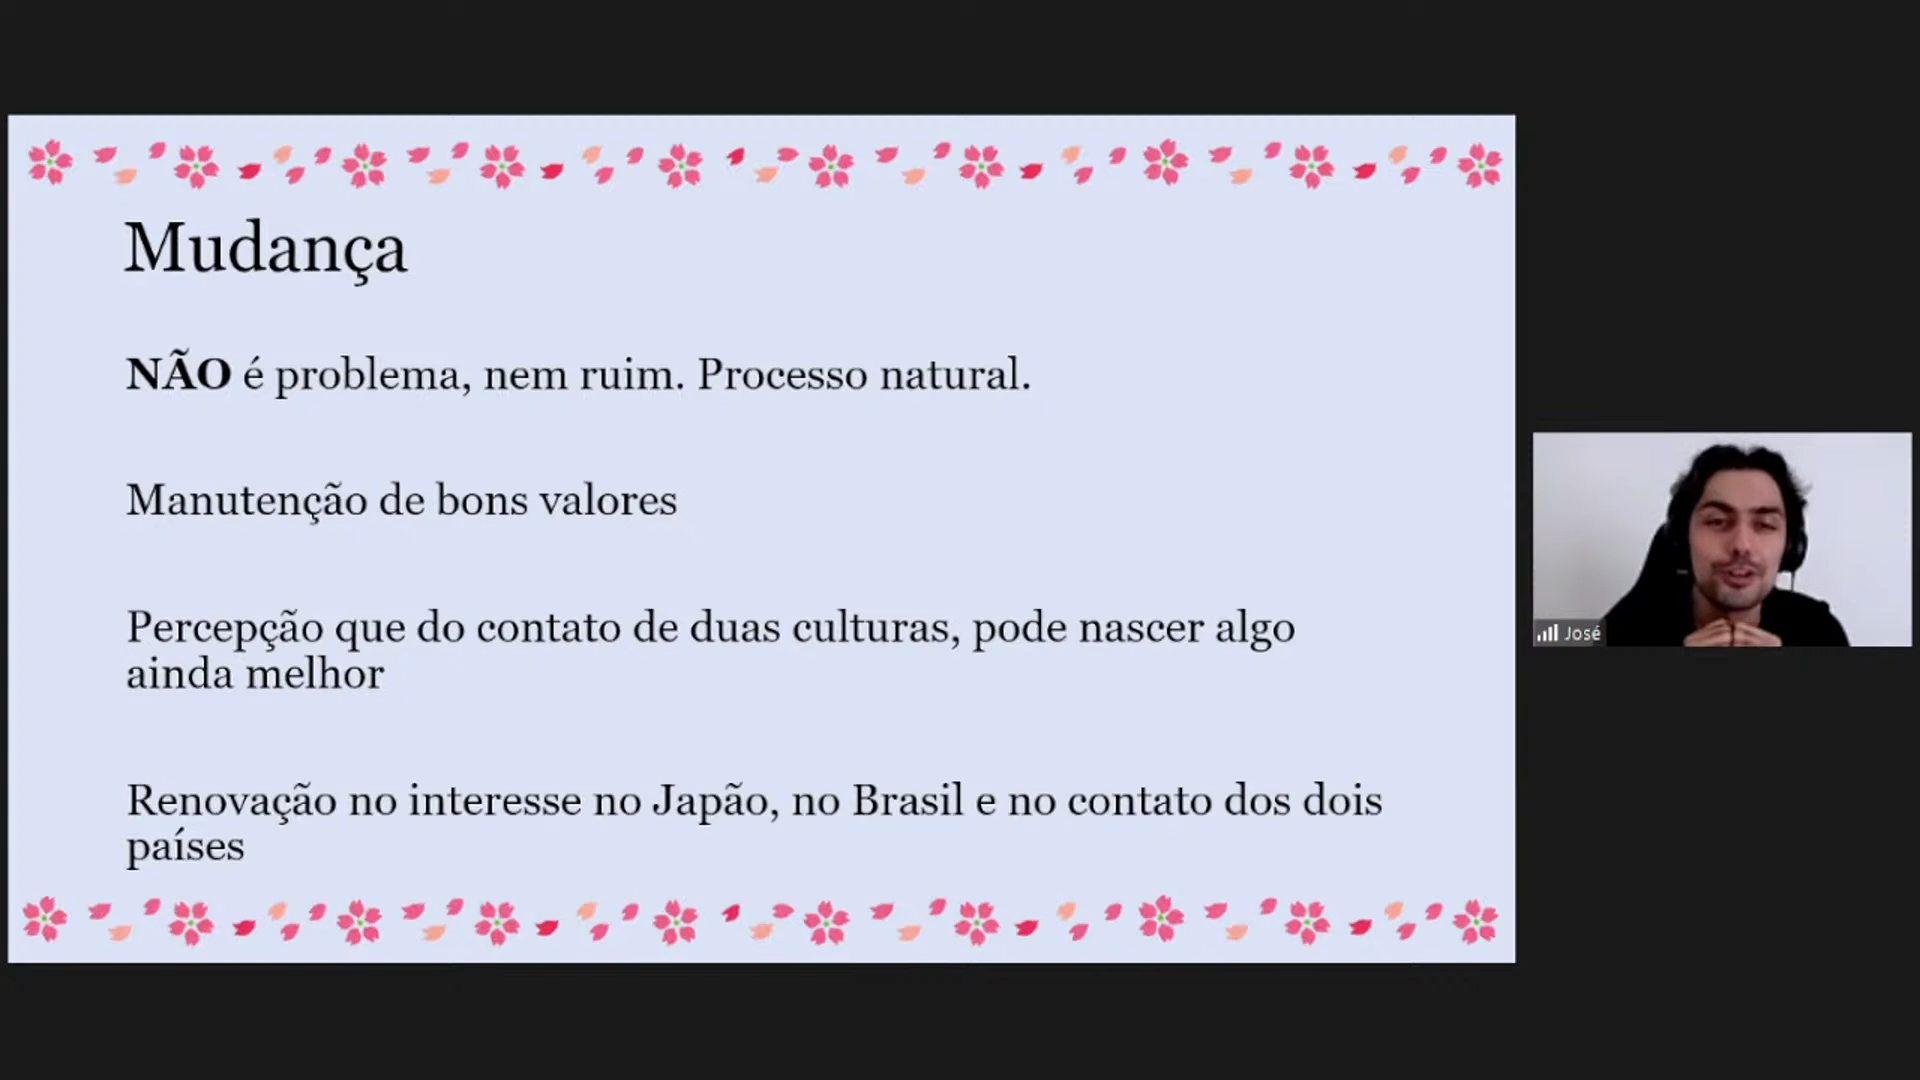 Mudança
NÃO é problema, nem ruim. Processo natural.
Manutenção de bons valores
Percepção que do contato de duas culturas, pode nascer algo
ainda melhor
Renovação no interesse no Japão, no Brasil e no contato dos dois
países
José